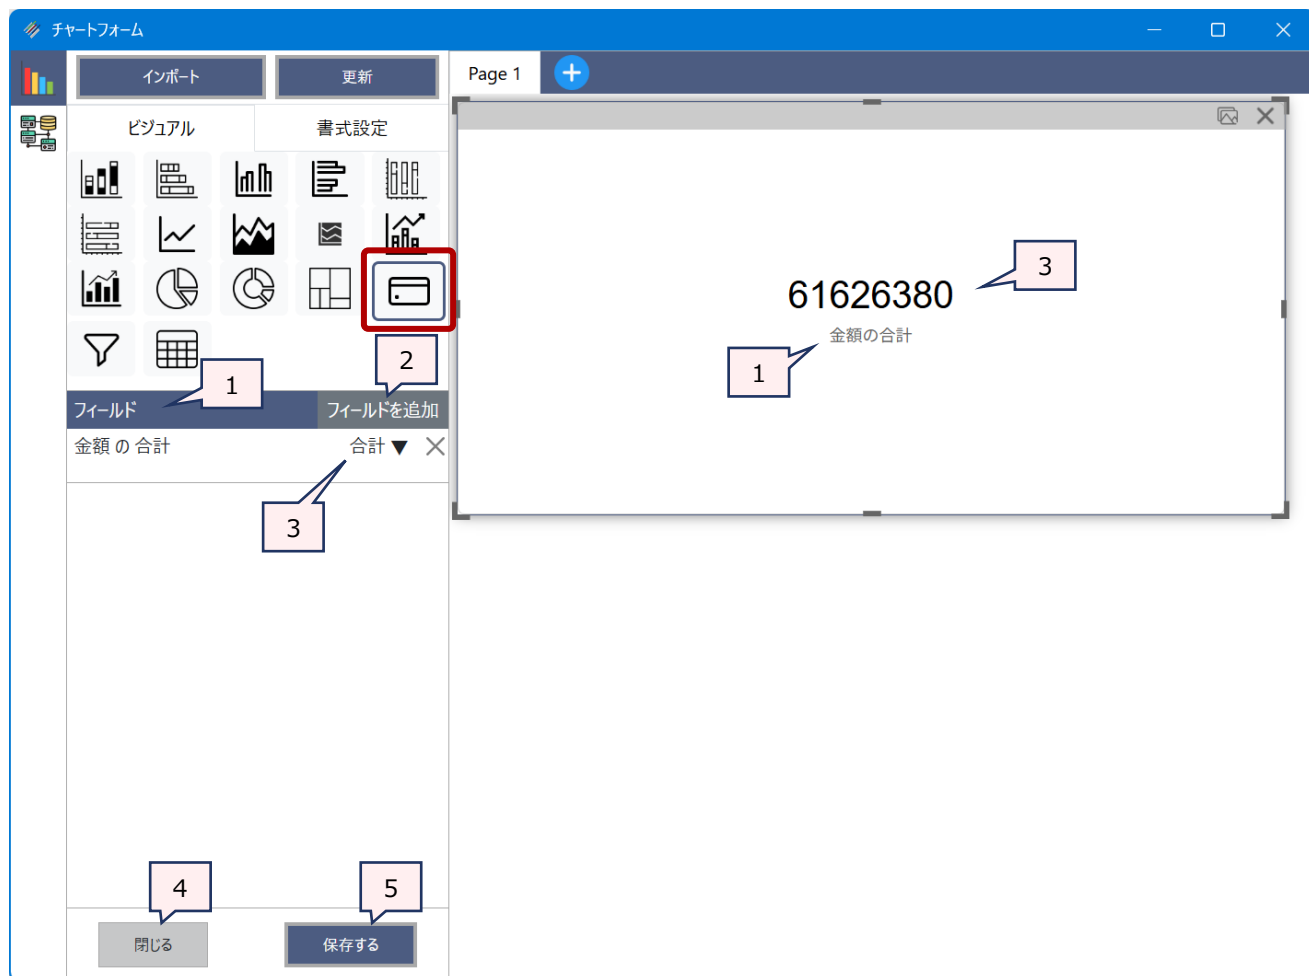 チャートフォーム
インポート
更新
Page 1
ビジュアル
書式設定
3
61626380
金額の合計
1
2
1
フィールド
フィールドを追加
金額 の 合計
合計 ▼
3
4
5
閉じる
保存する